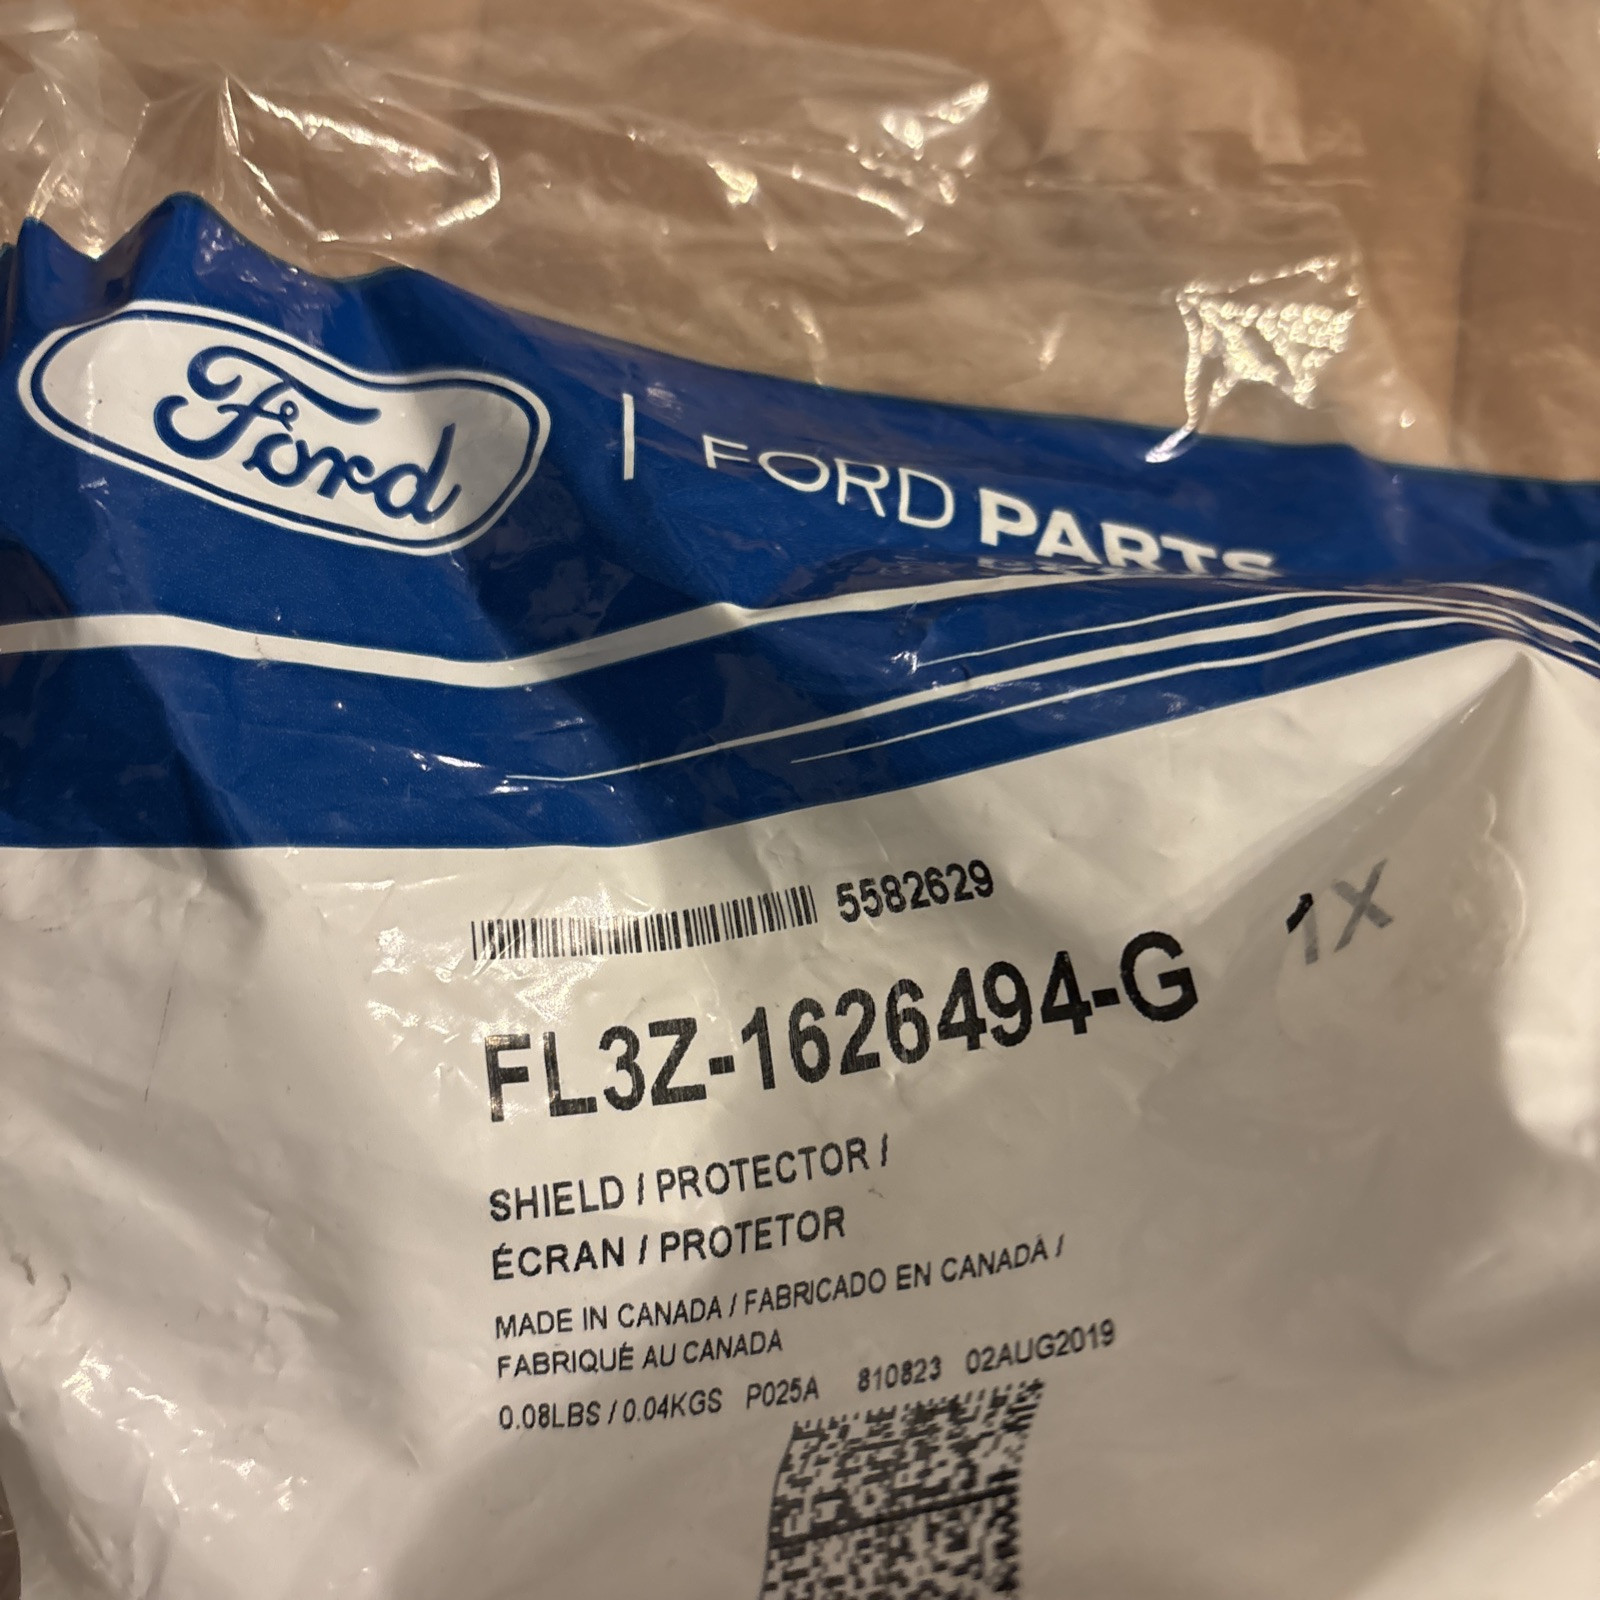 Ford | FORD PARTS
5582629
FL3Z-1626494-G 1X
SHIELD / PROTECTOR /
ÉCRAN / PROTETOR
MADE IN CANADA / FABRICADO EN CANADÁ /
FABRIQUÉ AU CANADA
0.08LBS / 0.04KGS P025A 810823 02AUG2019